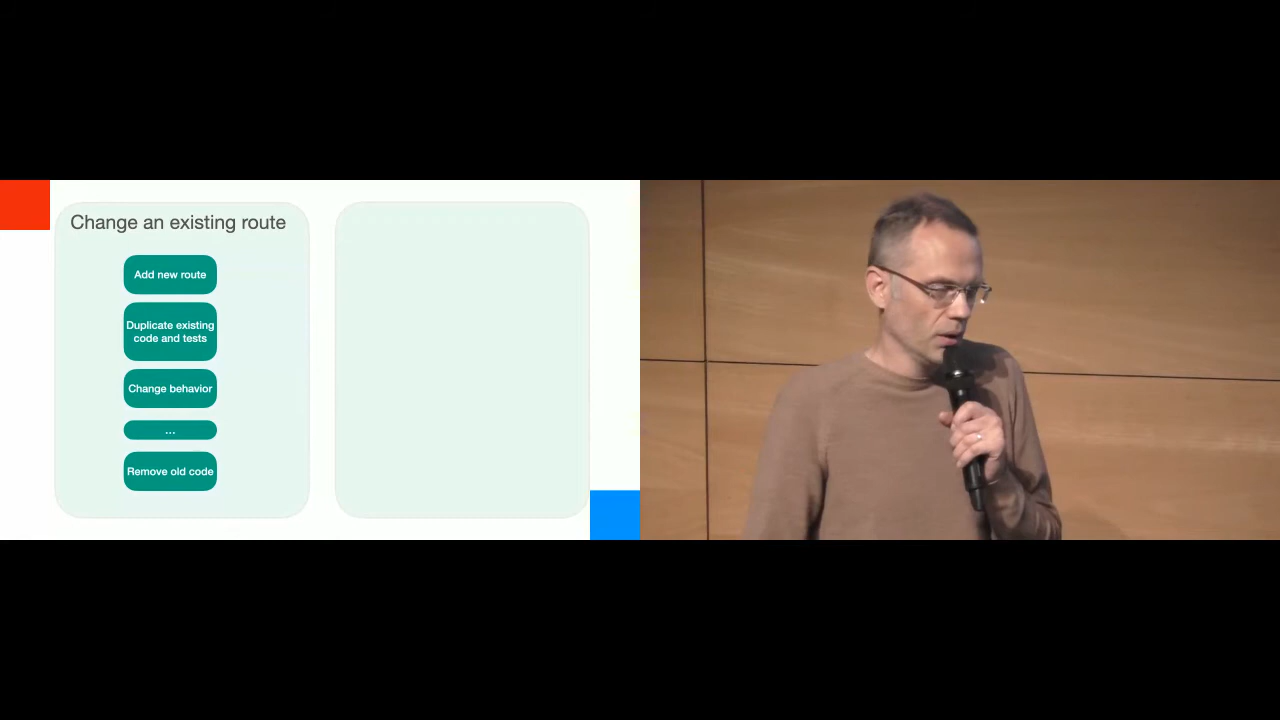 Change an existing route
Add new route
Duplicate existing
code and tests
Change behavior
...
Remove old code